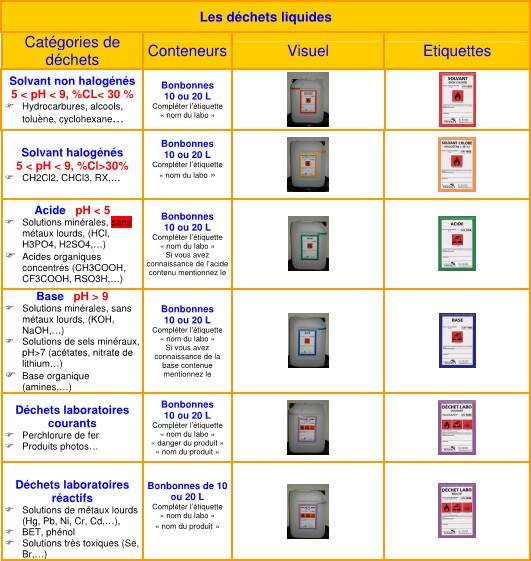 Les déchets liquides
Catégories de déchets
Conteneurs
Visuel
Etiquettes
Solvant non halogénés
5 < pH < 9, %CL< 30 %
Hydrocarbures, alcools,
toluène, cyclohexane…
Bonbonnes
10 ou 20 L
Compléter l'étiquette
« nom du labo »
SOLVANT
NON CHLORE
Solvant halogénés
5 < pH < 9, %Cl>30%
CH2Cl2, CHCl3, RX,…
Bonbonnes
10 ou 20 L
Compléter l'étiquette
« nom du labo »
SOLVANT CHLORE
Acide pH < 5
Solutions minérales, sans
métaux lourds, (HCl,
H3PO4, H2SO4,…)
Acides organiques
concentrés (CH3COOH,
CF3COOH, RSO3H,…)
Bonbonnes
10 ou 20 L
Compléter l'étiquette
« nom du labo »
Si vous avez
connaissance de l'acide
contenu mentionnez le
ACIDE
Base pH > 9
Solutions minérales, sans
métaux lourds, (KOH,
NaOH,…)
Solutions de sels minéraux,
pH>7 (acétates, nitrate de
lithium…)
Base organique
(amines,…)
Bonbonnes
10 ou 20 L
Compléter l'étiquette
« nom du labo »
Si vous avez
connaissance de la
base contenue
mentionnez le
BASE
Déchets laboratoires
courants
Perchlorure de fer
Produits photos…
Bonbonnes
10 ou 20 L
Compléter l'étiquette
« nom du labo »
« danger du produit »
« nom du produit »
DÉCHET LABO
COURANT
Déchets laboratoires
réactifs
Solutions de métaux lourds
(Hg, Pb, Ni, Cr, Cd,…),
BET, phénol
Solutions très toxiques (Se,
Br,…)
Bonbonnes de 10
ou 20 L
Compléter l'étiquette
« nom du labo »
« nom du produit »
DÉCHET LABO
RÉACTIF